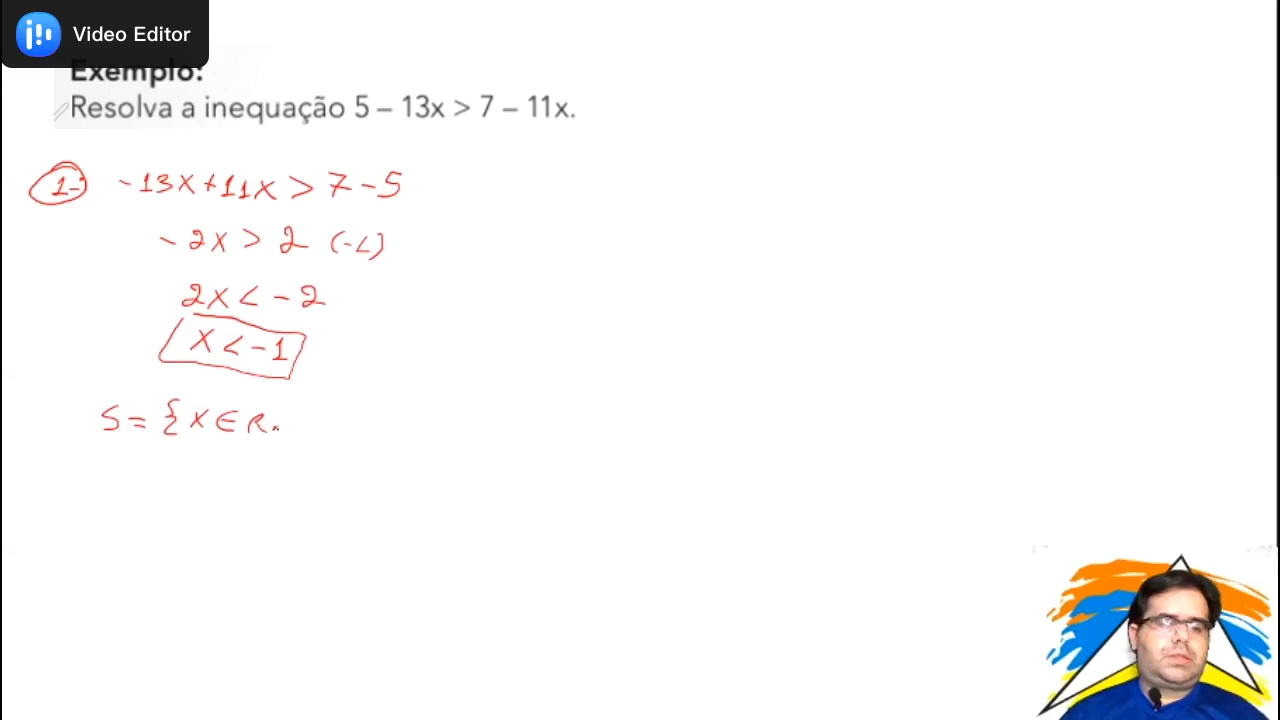 Video Editor
Exemplo:
Resolva a inequação 5 – 13x > 7 – 11x.
1- -13x+11x > 7-5
-2x > 2 (-1)
2x < -2
x < -1
S = { x ∈ R